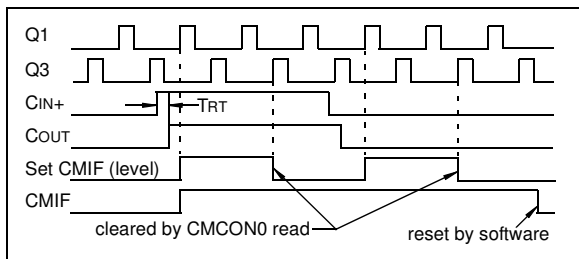 Q1
Q3
CIN+
TRT
COUT
Set CMIF (level)
CMIF
cleared by CMCON0 read
reset by software